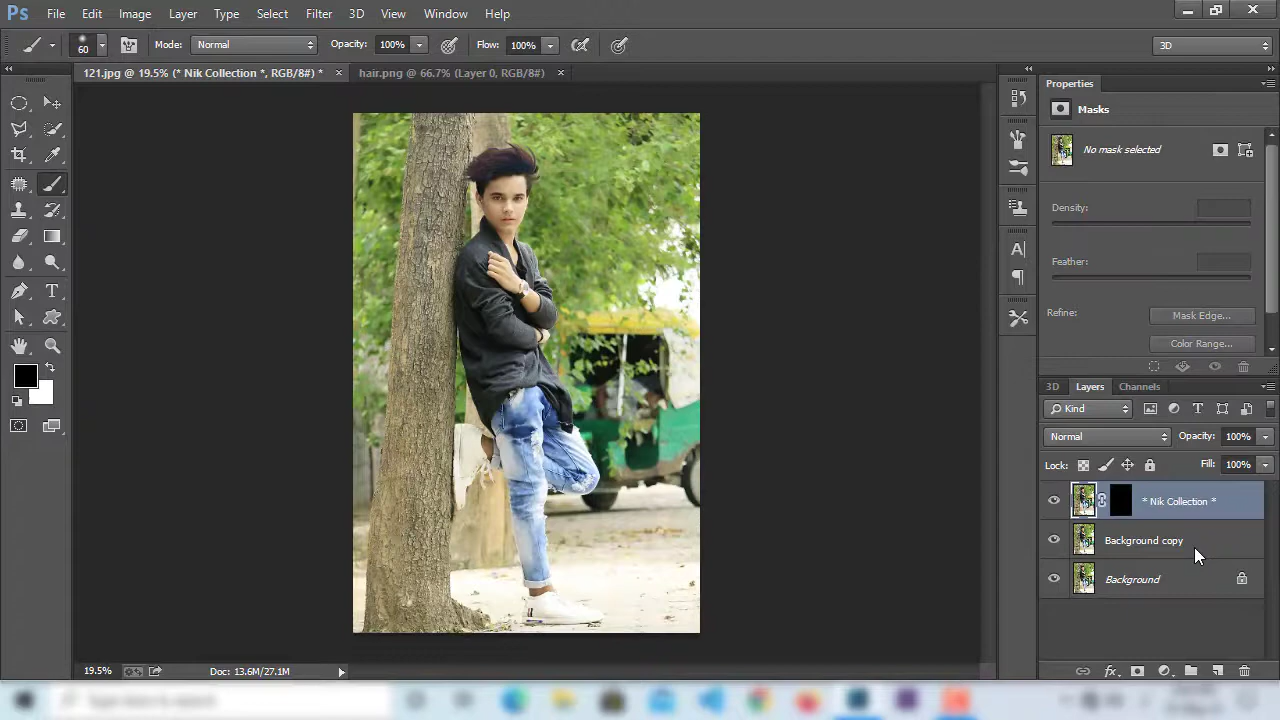 Ps File Edit Image Layer Type Select Filter 3D View Window Help
60 Mode: Normal Opacity: 100% Flow: 100% 3D
121.jpg @ 19.5% (* Nik Collection *, RGB/8#) * × hair.png @ 66.7% (Layer 0, RGB/8#) ×
Properties
Masks
No mask selected
Density:
Feather:
Refine: Mask Edge...
Color Range...
3D Layers Channels
Kind
Normal Opacity: 100%
Lock: Fill: 100%
* Nik Collection *
Background copy
Background
19.5% Doc: 13.6M/27.1M